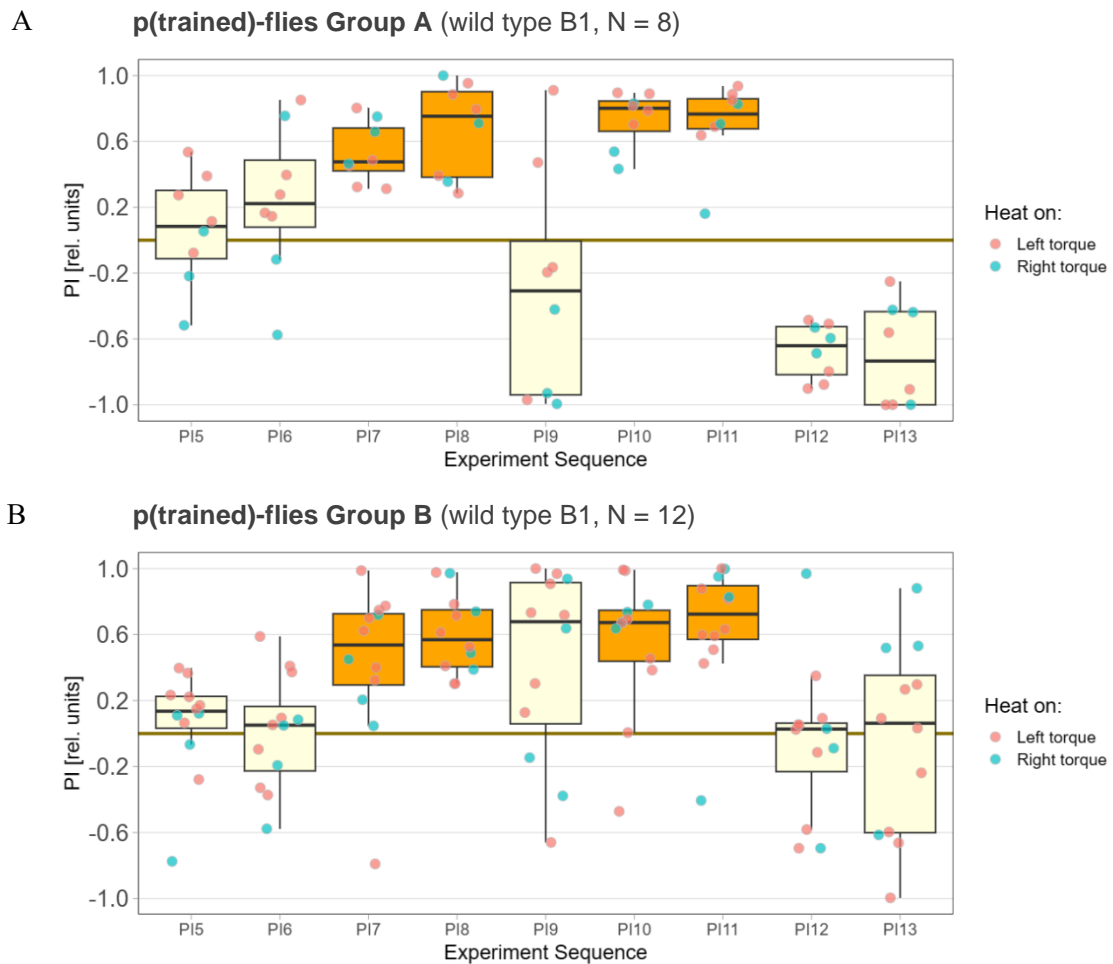 A
p(trained)-flies Group A (wild type B1, N = 8)
1.0
0.6
0.2
-0.2
-0.6
-1.0
PI [rel. units]
PI5 PI6 PI7 PI8 PI9 PI10 PI11 PI12 PI13
Experiment Sequence
Heat on:
Left torque
Right torque
B
p(trained)-flies Group B (wild type B1, N = 12)
1.0
0.6
0.2
-0.2
-0.6
-1.0
PI [rel. units]
PI5 PI6 PI7 PI8 PI9 PI10 PI11 PI12 PI13
Experiment Sequence
Heat on:
Left torque
Right torque